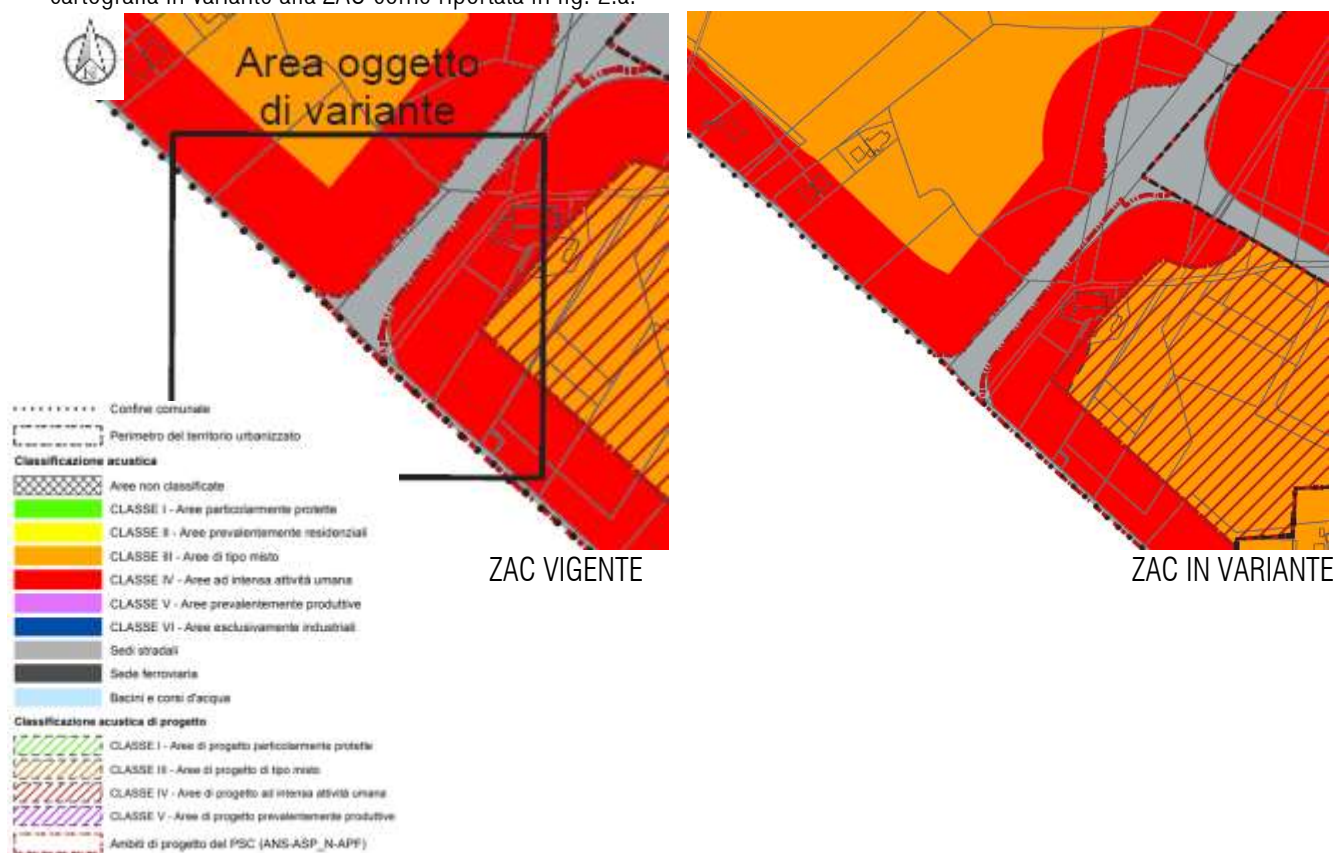 cartografia in variante alla ZAC come riportata in fig. 2.a.
N
Area oggetto
di variante
Confine comunale
Perimetro del territorio urbanizzato
Classificazione acustica
Aree non classificate
CLASSE I - Aree particolarmente protette
CLASSE II - Aree prevalentemente residenziali
CLASSE III - Aree di tipo misto
CLASSE IV - Aree ad intensa attività umana
CLASSE V - Aree prevalentemente produttive
CLASSE VI - Aree esclusivamente industriali
Sedi stradali
Sede ferroviaria
Bacini e corsi d'acqua
Classificazione acustica di progetto
CLASSE I - Aree di progetto particolarmente protette
CLASSE III - Aree di progetto di tipo misto
CLASSE IV - Aree di progetto ad intensa attività umana
CLASSE V - Aree di progetto prevalentemente produttive
Ambiti di progetto del PSC (ANS-ASP_N-APF)
ZAC VIGENTE
ZAC IN VARIANTE